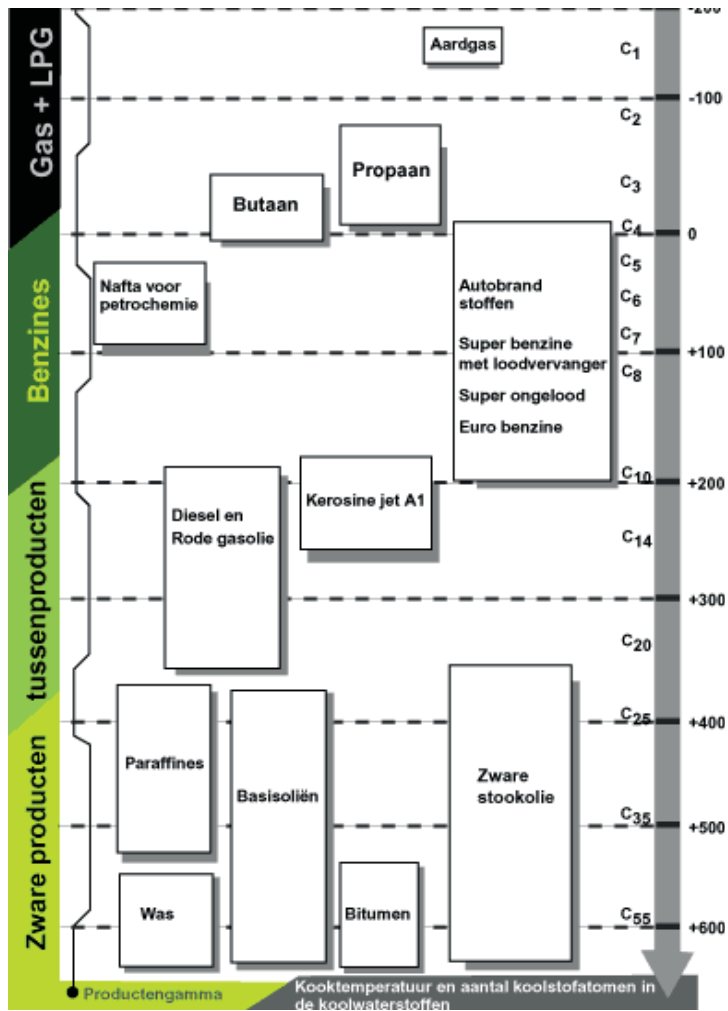 -200
Aardgas
C1
-100
C2
Gas + LPG
Propaan
Butaan
C3
C4
0
Nafta voor
petrochemie
C5
Autobrand
stoffen
C6
Benzines
Super benzine
met loodvervanger
C7
+100
C8
Super ongelood
Euro benzine
C10
+200
Kerosine jet A1
Diesel en
Rode gasolie
C14
tussenproducten
+300
C20
C25
+400
Paraffines
Basisoliën
Zware
stookolie
C35
+500
Zware producten
Was
Bitumen
C55
+600
Productengamma
Kooktemperatuur en aantal koolstofatomen in
de koolwaterstoffen